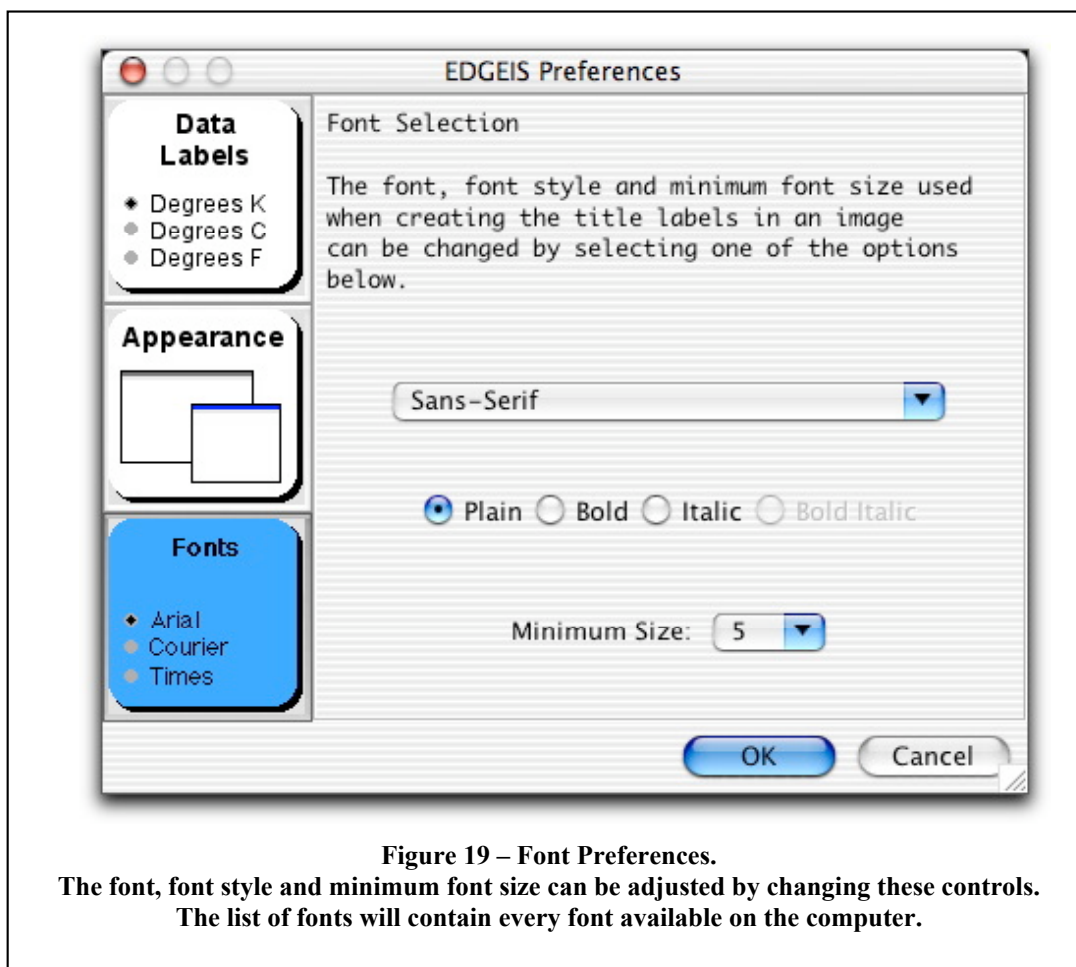 EDGEIS Preferences
Data
Labels
Degrees K
Degrees C
Degrees F
Appearance
Fonts
Arial
Courier
Times
Font Selection
The font, font style and minimum font size used
when creating the title labels in an image
can be changed by selecting one of the options
below.
Sans-Serif
Plain Bold Italic Bold Italic
Minimum Size: 5
OK Cancel
Figure 19 – Font Preferences.
The font, font style and minimum font size can be adjusted by changing these controls.
The list of fonts will contain every font available on the computer.